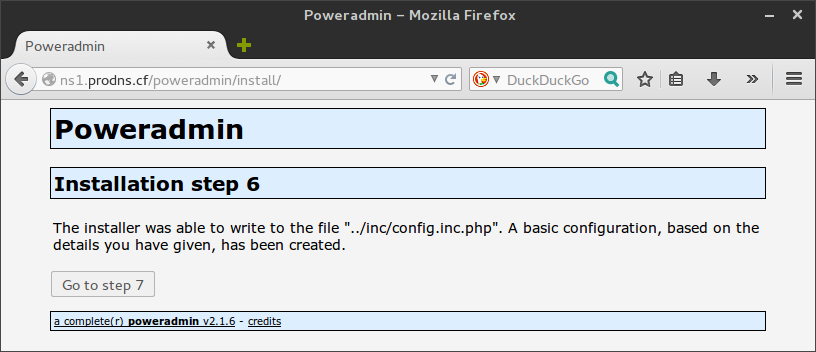 Poweradmin – Mozilla Firefox
Poweradmin
ns1.prodns.cf/poweradmin/install/
DuckDuckGo
Poweradmin
Installation step 6
The installer was able to write to the file "../inc/config.inc.php". A basic configuration, based on the
details you have given, has been created.
Go to step 7
a complete(r) poweradmin v2.1.6 - credits